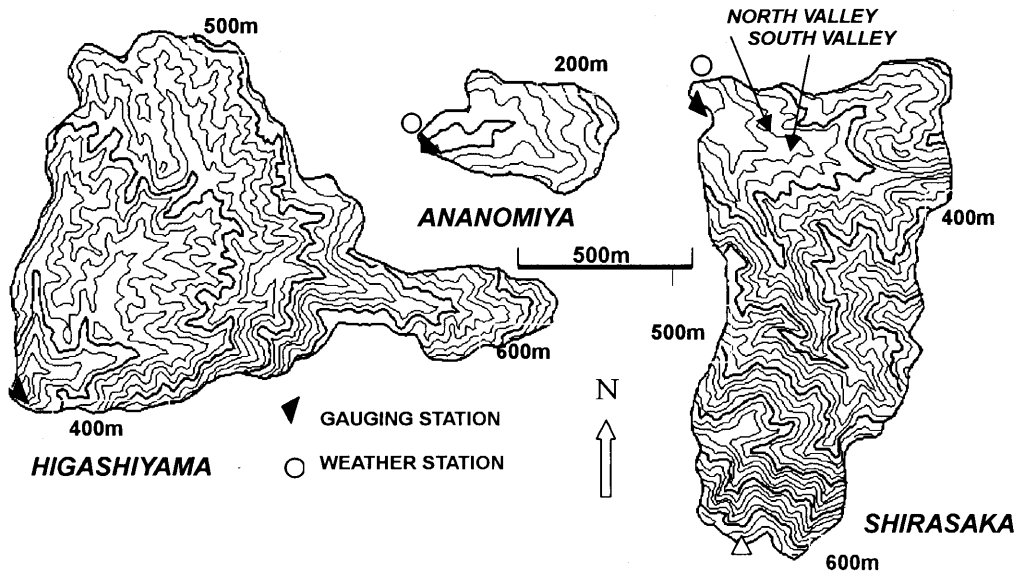 NORTH VALLEY
SOUTH VALLEY
500m
200m
ANANOMIYA
400m
500m
500m
600m
N
GAUGING STATION
400m
WEATHER STATION
HIGASHIYAMA
SHIRASAKA
600m